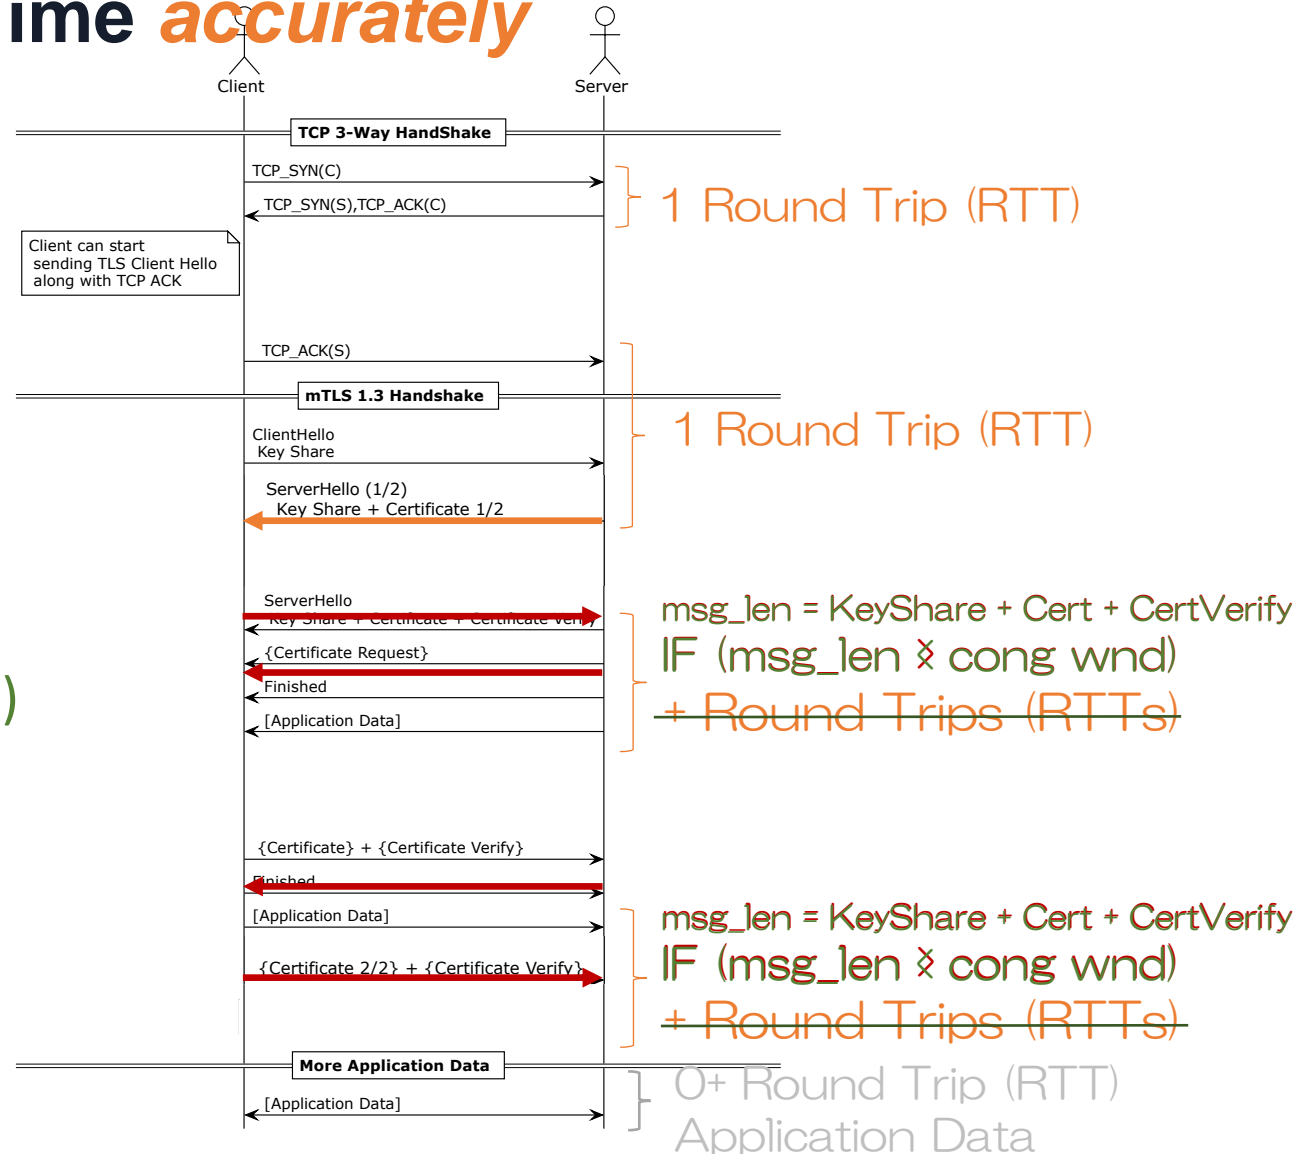 ime accurately
Client
Server
TCP 3-Way HandShake
TCP_SYN(C)
TCP_SYN(S),TCP_ACK(C)
1 Round Trip (RTT)
Client can start
sending TLS Client Hello
along with TCP ACK
TCP_ACK(S)
mTLS 1.3 Handshake
1 Round Trip (RTT)
ClientHello
Key Share
ServerHello (1/2)
Key Share + Certificate 1/2
ServerHello
Key Share + Certificate + Certificate Verify
{Certificate Request}
Finished
[Application Data]
msg_len = KeyShare + Cert + CertVerify
IF (msg_len cong wnd)
+ Round Trips (RTTs)
)
{Certificate} + {Certificate Verify}
Finished
[Application Data]
{Certificate 2/2} + {Certificate Verify}
msg_len = KeyShare + Cert + CertVerify
IF (msg_len cong wnd)
+ Round Trips (RTTs)
More Application Data
[Application Data]
0+ Round Trip (RTT)
Application Data